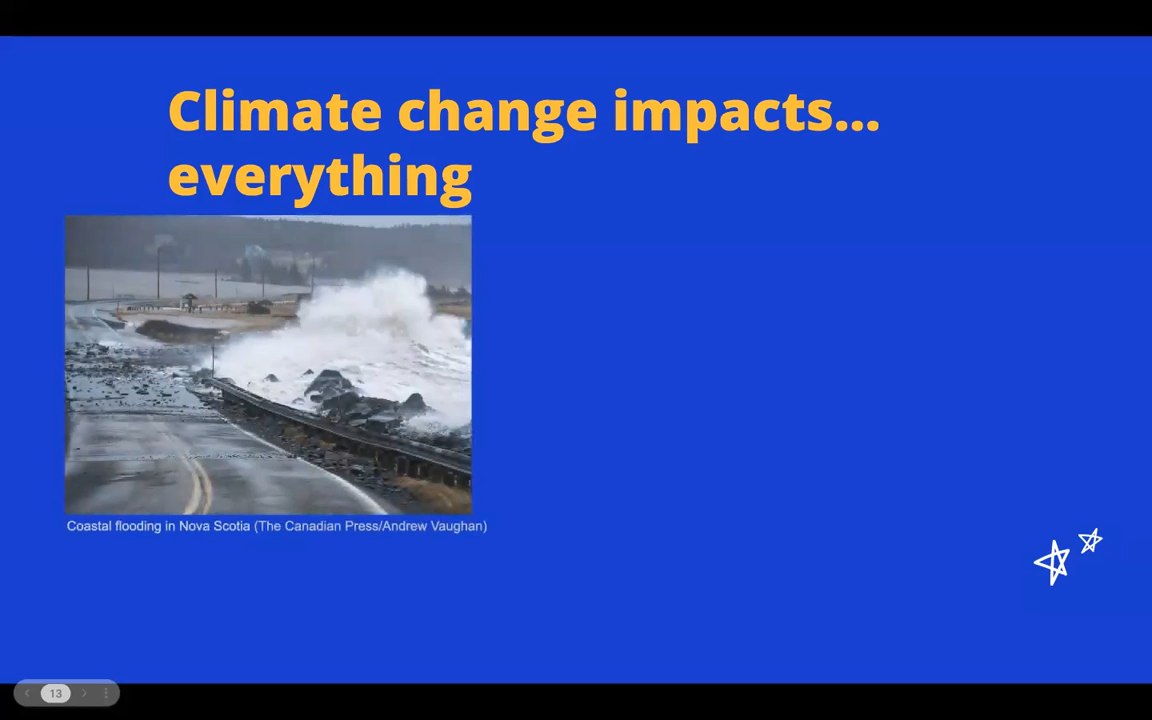 Climate change impacts...
everything
Coastal flooding in Nova Scotia (The Canadian Press/Andrew Vaughan)
13